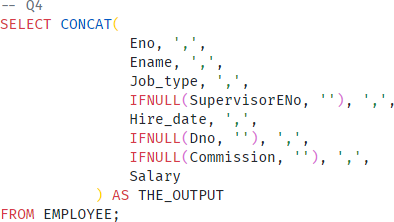 -- Q4
SELECT CONCAT(
Eno, ',',
Ename, ',',
Job_type, ',',
IFNULL(SupervisorENo, ''), ',',
Hire_date, ',',
IFNULL(Dno, ''), ',',
IFNULL(Commission, ''), ',',
Salary
) AS THE_OUTPUT
FROM EMPLOYEE;